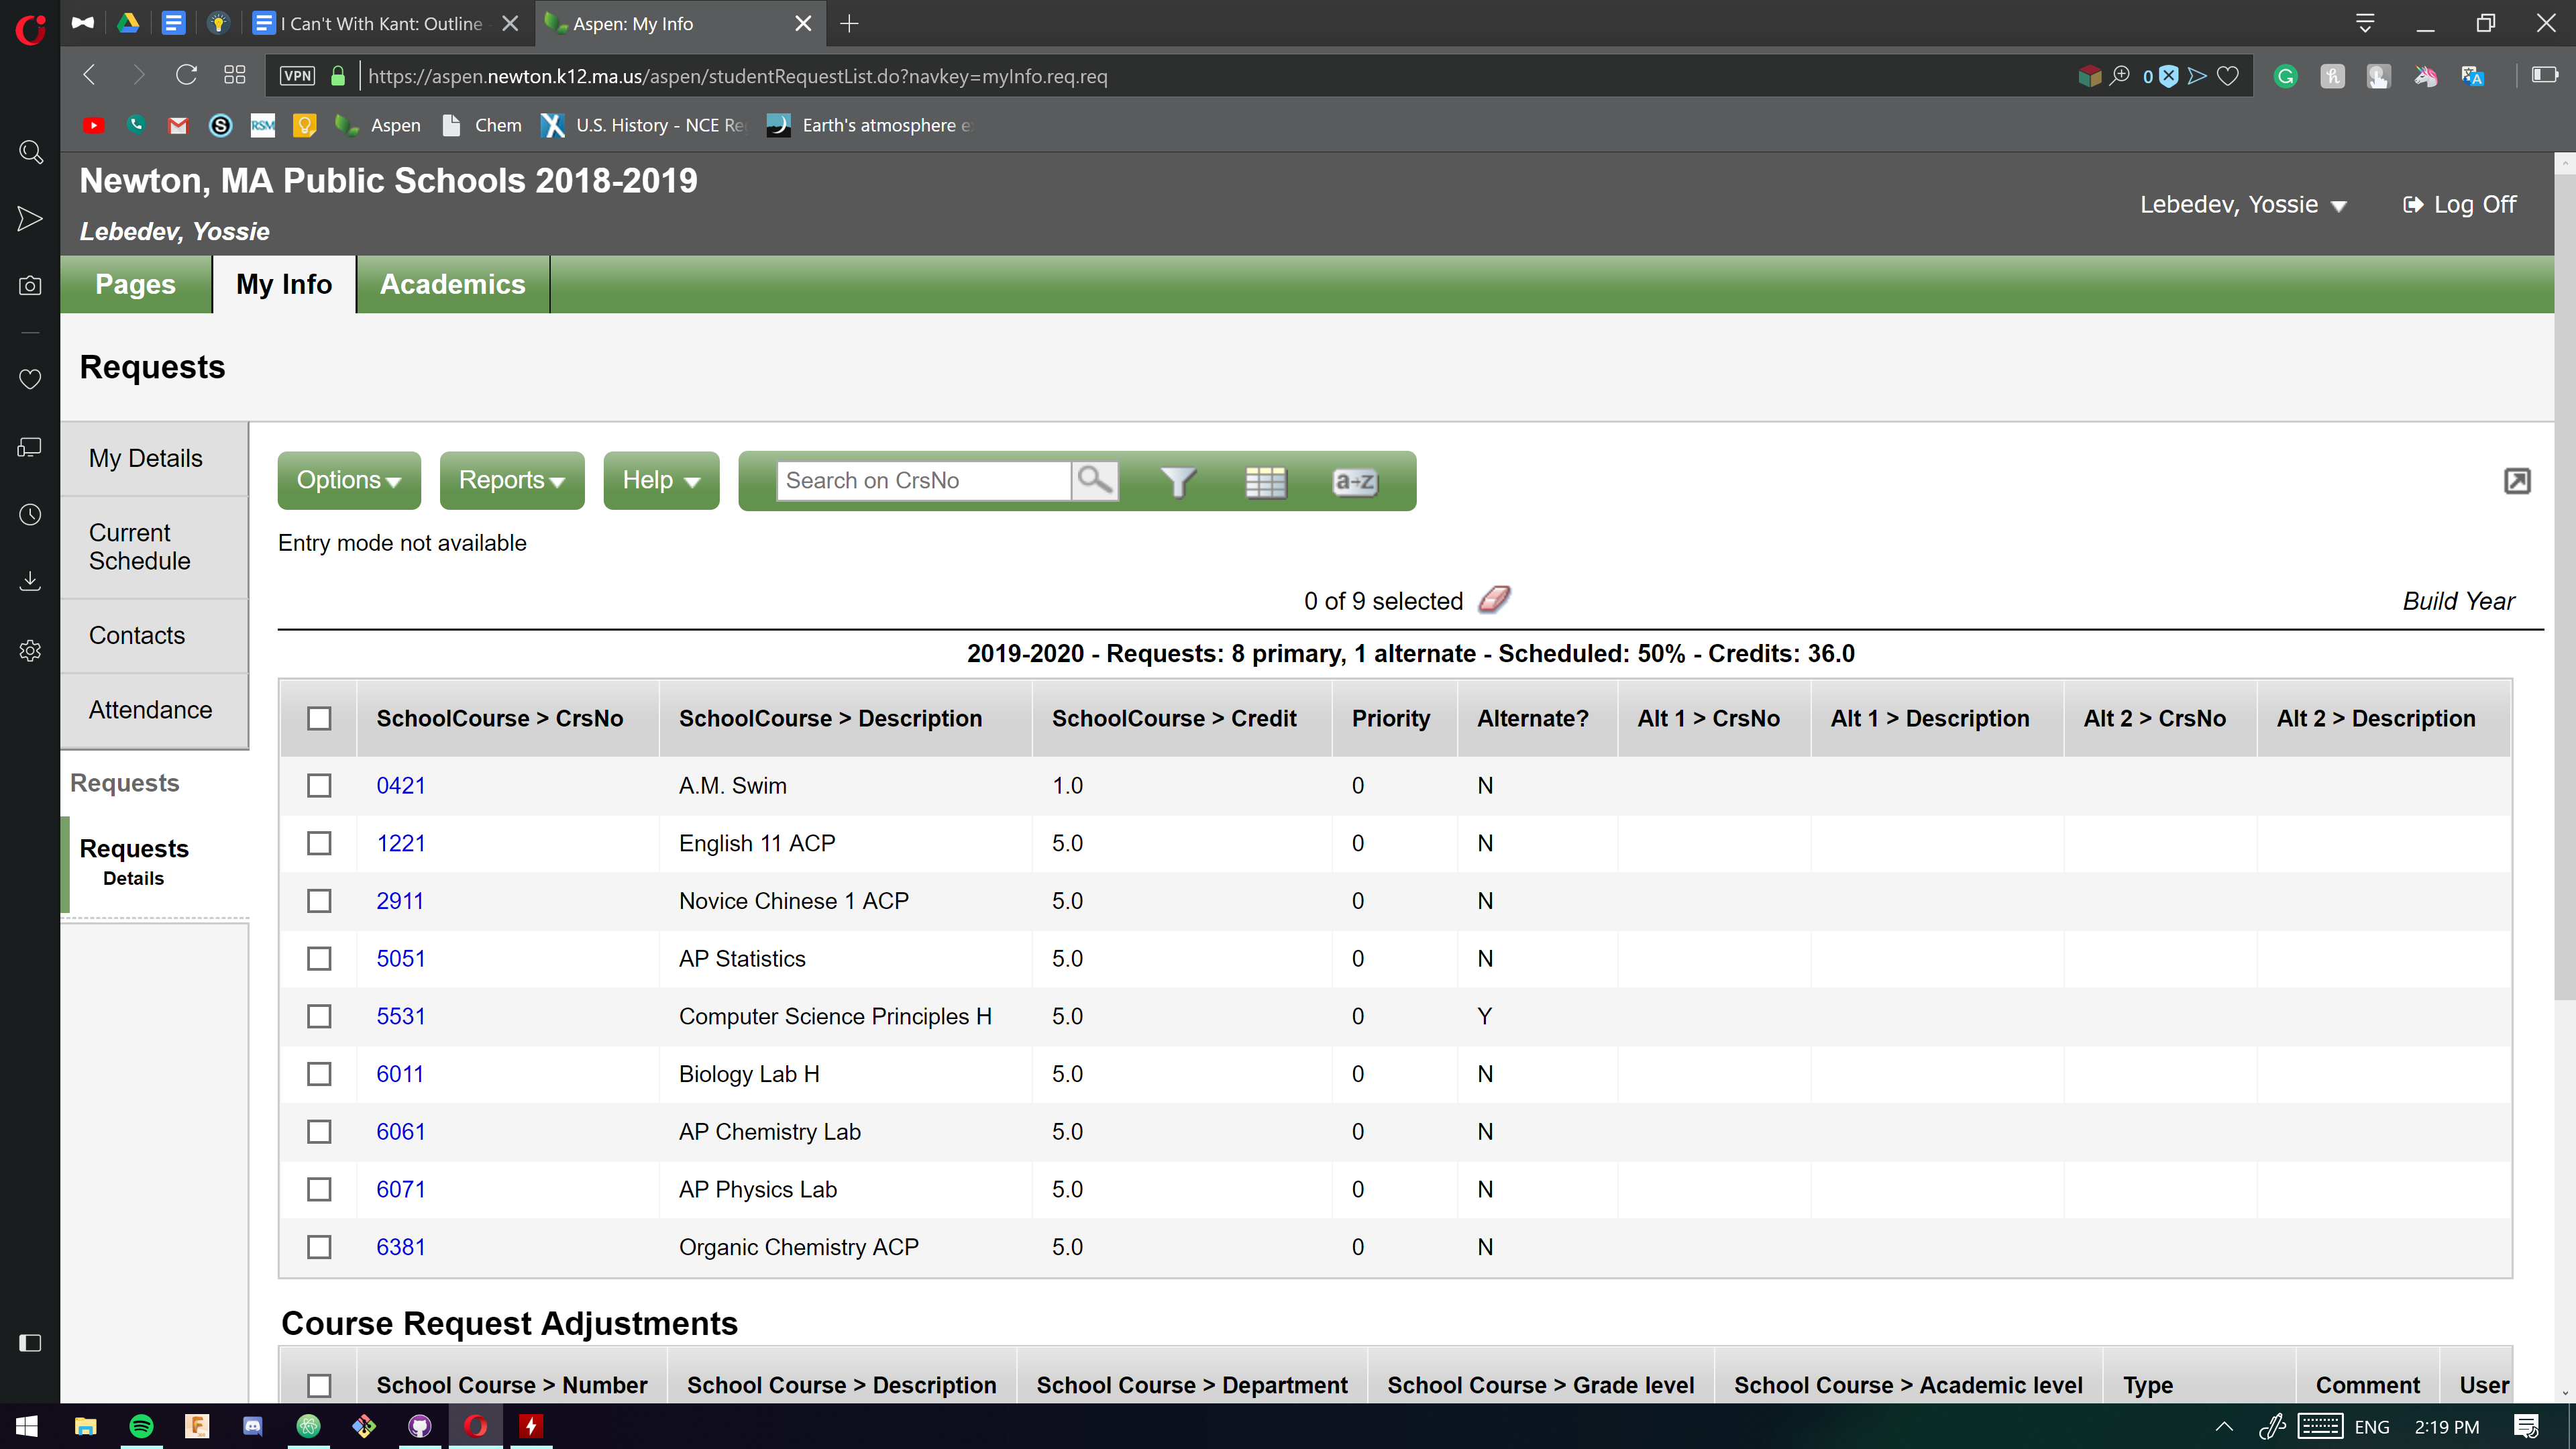 I Can't With Kant: Outline
Aspen: My Info
VPN
https://aspen.newton.k12.ma.us/aspen/studentRequestList.do?navkey=myInfo.req.req
0
RSM
Aspen
Chem
U.S. History - NCE Re
Earth's atmosphere e
Newton, MA Public Schools 2018-2019
Lebedev, Yossie
Lebedev, Yossie
Log Off
Pages
My Info
Academics
Requests
My Details
Current
Schedule
Contacts
Attendance
Requests
Requests
Details
Options
Reports
Help
Search on CrsNo
a-z
Entry mode not available
0 of 9 selected
Build Year
2019-2020 - Requests: 8 primary, 1 alternate - Scheduled: 50% - Credits: 36.0
SchoolCourse > CrsNo SchoolCourse > Description SchoolCourse > Credit Priority Alternate? Alt 1 > CrsNo Alt 1 > Description Alt 2 > CrsNo Alt 2 > Description
0421 A.M. Swim 1.0 0 N
1221 English 11 ACP 5.0 0 N
2911 Novice Chinese 1 ACP 5.0 0 N
5051 AP Statistics 5.0 0 N
5531 Computer Science Principles H 5.0 0 Y
6011 Biology Lab H 5.0 0 N
6061 AP Chemistry Lab 5.0 0 N
6071 AP Physics Lab 5.0 0 N
6381 Organic Chemistry ACP 5.0 0 N
Course Request Adjustments
School Course > Number School Course > Description School Course > Department School Course > Grade level School Course > Academic level Type Comment User
ENG
2:19 PM